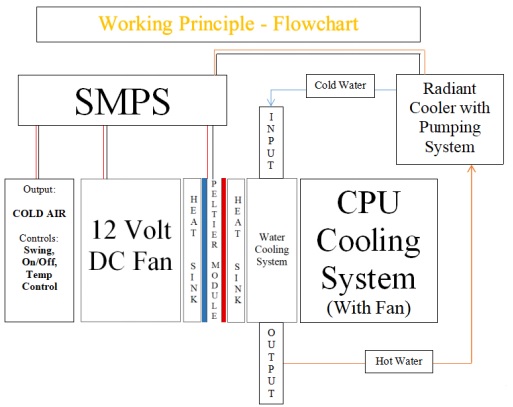 Working Principle - Flowchart
SMPS
Cold Water
Radiant
Cooler with
Pumping
System
INPUT
Output:
COLD AIR
Controls:
Swing,
On/Off,
Temp
Control
12 Volt
DC Fan
HEAT SINK
PELTIER MODULE
HEAT SINK
Water
Cooling
System
CPU
Cooling
System
(With Fan)
OUTPUT
Hot Water